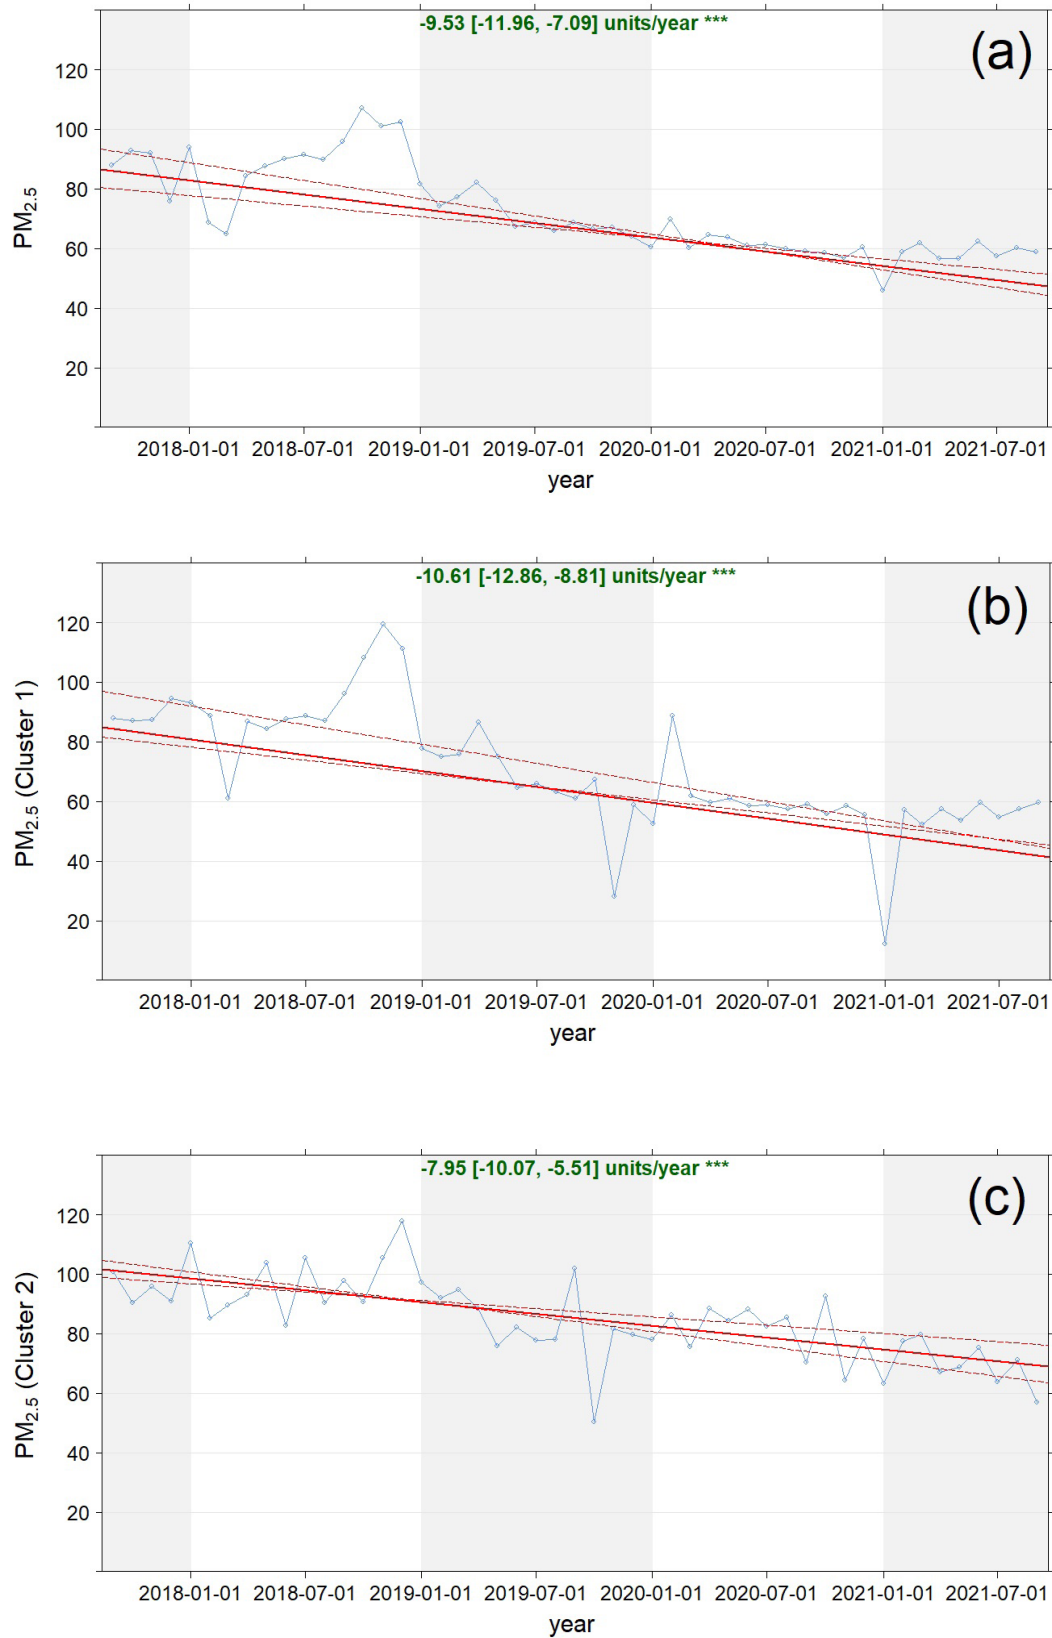 -9.53 [-11.96, -7.09] units/year ***
(a)
120
100
80
60
40
20
PM2.5
2018-01-01 2018-07-01 2019-01-01 2019-07-01 2020-01-01 2020-07-01 2021-01-01 2021-07-01
year
-10.61 [-12.86, -8.81] units/year ***
(b)
120
100
80
60
40
20
PM2.5 (Cluster 1)
2018-01-01 2018-07-01 2019-01-01 2019-07-01 2020-01-01 2020-07-01 2021-01-01 2021-07-01
year
-7.95 [-10.07, -5.51] units/year ***
(c)
120
100
80
60
40
20
PM2.5 (Cluster 2)
2018-01-01 2018-07-01 2019-01-01 2019-07-01 2020-01-01 2020-07-01 2021-01-01 2021-07-01
year